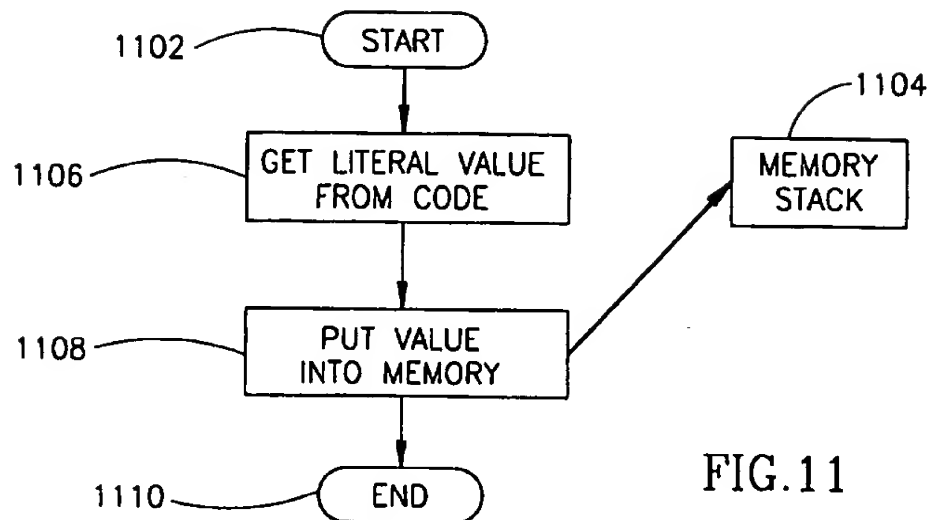 1102
START
1104
1106
GET LITERAL VALUE
FROM CODE
MEMORY
STACK
1108
PUT VALUE
INTO MEMORY
1110
END
FIG.11